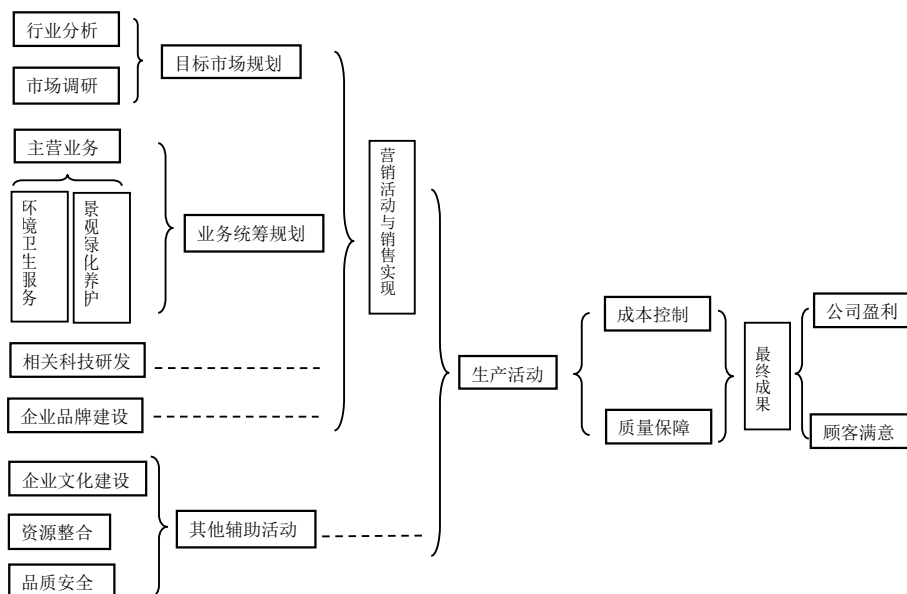 行业分析
市场调研
目标市场规划
主营业务
环境卫生服务
景观绿化养护
业务统筹规划
相关科技研发
企业品牌建设
营销活动与销售实现
企业文化建设
资源整合
品质安全
其他辅助活动
生产活动
成本控制
质量保障
最终成果
公司盈利
顾客满意